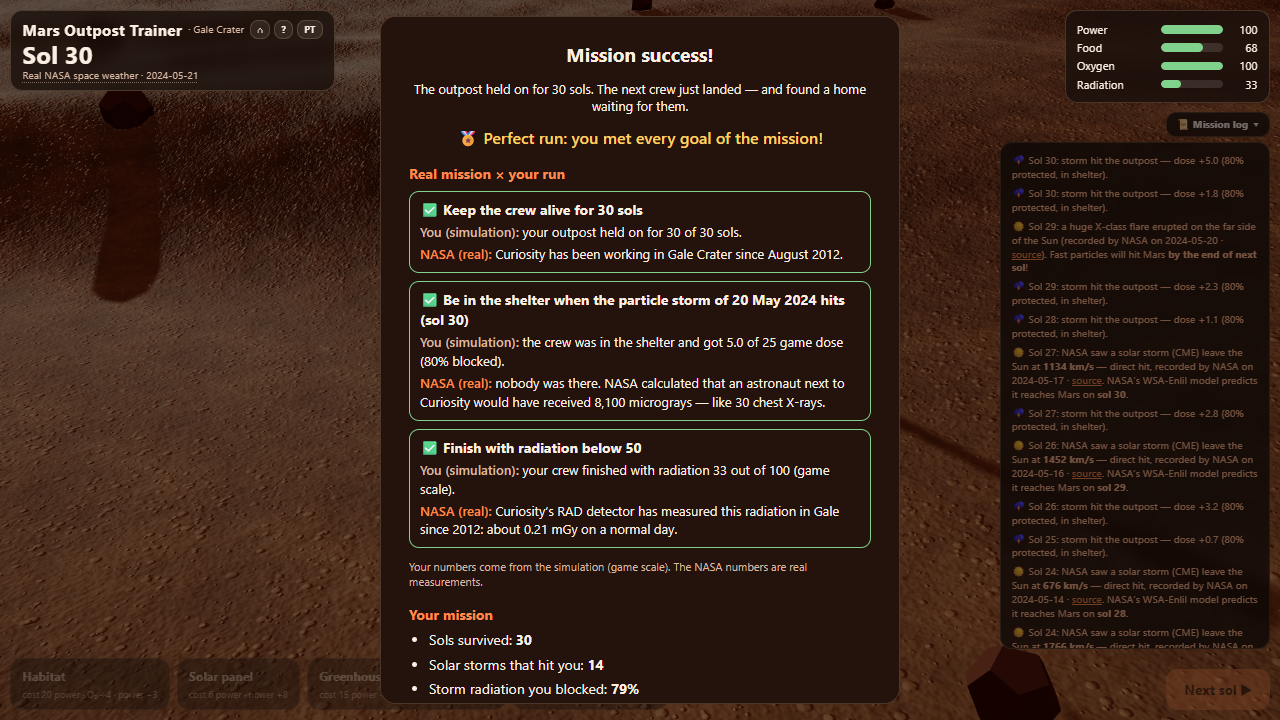 Mars Outpost Trainer · Gale Crater ? PT
Sol 30
Real NASA space weather · 2024-05-21
Power 100
Food 68
Oxygen 100
Radiation 33
Mission success!
The outpost held on for 30 sols. The next crew just landed — and found a home
waiting for them.
Perfect run: you met every goal of the mission!
Real mission × your run
Keep the crew alive for 30 sols
You (simulation): your outpost held on for 30 of 30 sols.
NASA (real): Curiosity has been working in Gale Crater since August 2012.
Be in the shelter when the particle storm of 20 May 2024 hits
(sol 30)
You (simulation): the crew was in the shelter and got 5.0 of 25 game dose
(80% blocked).
NASA (real): nobody was there. NASA calculated that an astronaut next to
Curiosity would have received 8,100 micrograys — like 30 chest X-rays.
Finish with radiation below 50
You (simulation): your crew finished with radiation 33 out of 100 (game
scale).
NASA (real): Curiosity's RAD detector has measured this radiation in Gale
since 2012: about 0.21 mGy on a normal day.
Your numbers come from the simulation (game scale). The NASA numbers are real
measurements.
Your mission
• Sols survived: 30
• Solar storms that hit you: 14
• Storm radiation you blocked: 79%
Mission log ▾
Sol 30: storm hit the outpost — dose +5.0 (80%
protected, in shelter).
Sol 30: storm hit the outpost — dose +1.8 (80%
protected, in shelter).
Sol 29: a huge X-class flare erupted on the far side
of the Sun (recorded by NASA on 2024-05-20 ·
source). Fast particles will hit Mars by the end of next
sol!
Sol 29: storm hit the outpost — dose +2.3 (80%
protected, in shelter).
Sol 28: storm hit the outpost — dose +1.1 (80%
protected, in shelter).
Sol 27: NASA saw a solar storm (CME) leave the
Sun at 1134 km/s — direct hit, recorded by NASA on
2024-05-17 · source. NASA's WSA-Enlil model predicts
it reaches Mars on sol 30.
Sol 27: storm hit the outpost — dose +2.8 (80%
protected, in shelter).
Sol 26: NASA saw a solar storm (CME) leave the
Sun at 1452 km/s — direct hit, recorded by NASA on
2024-05-16 · source. NASA's WSA-Enlil model predicts
it reaches Mars on sol 29.
Sol 26: storm hit the outpost — dose +3.2 (80%
protected, in shelter).
Sol 25: storm hit the outpost — dose +0.7 (80%
protected, in shelter).
Sol 24: NASA saw a solar storm (CME) leave the
Sun at 676 km/s — direct hit, recorded by NASA on
2024-05-14 · source. NASA's WSA-Enlil model predicts
it reaches Mars on sol 28.
Sol 24: NASA saw a solar storm (CME) leave the
Sun at 1766 km/s — direct hit, recorded by NASA on
Habitat
cost 20 power · O₂ −4 · power −3
Solar panel
cost 6 power · power +8
Greenhous
cost 15 power
Next sol ▶